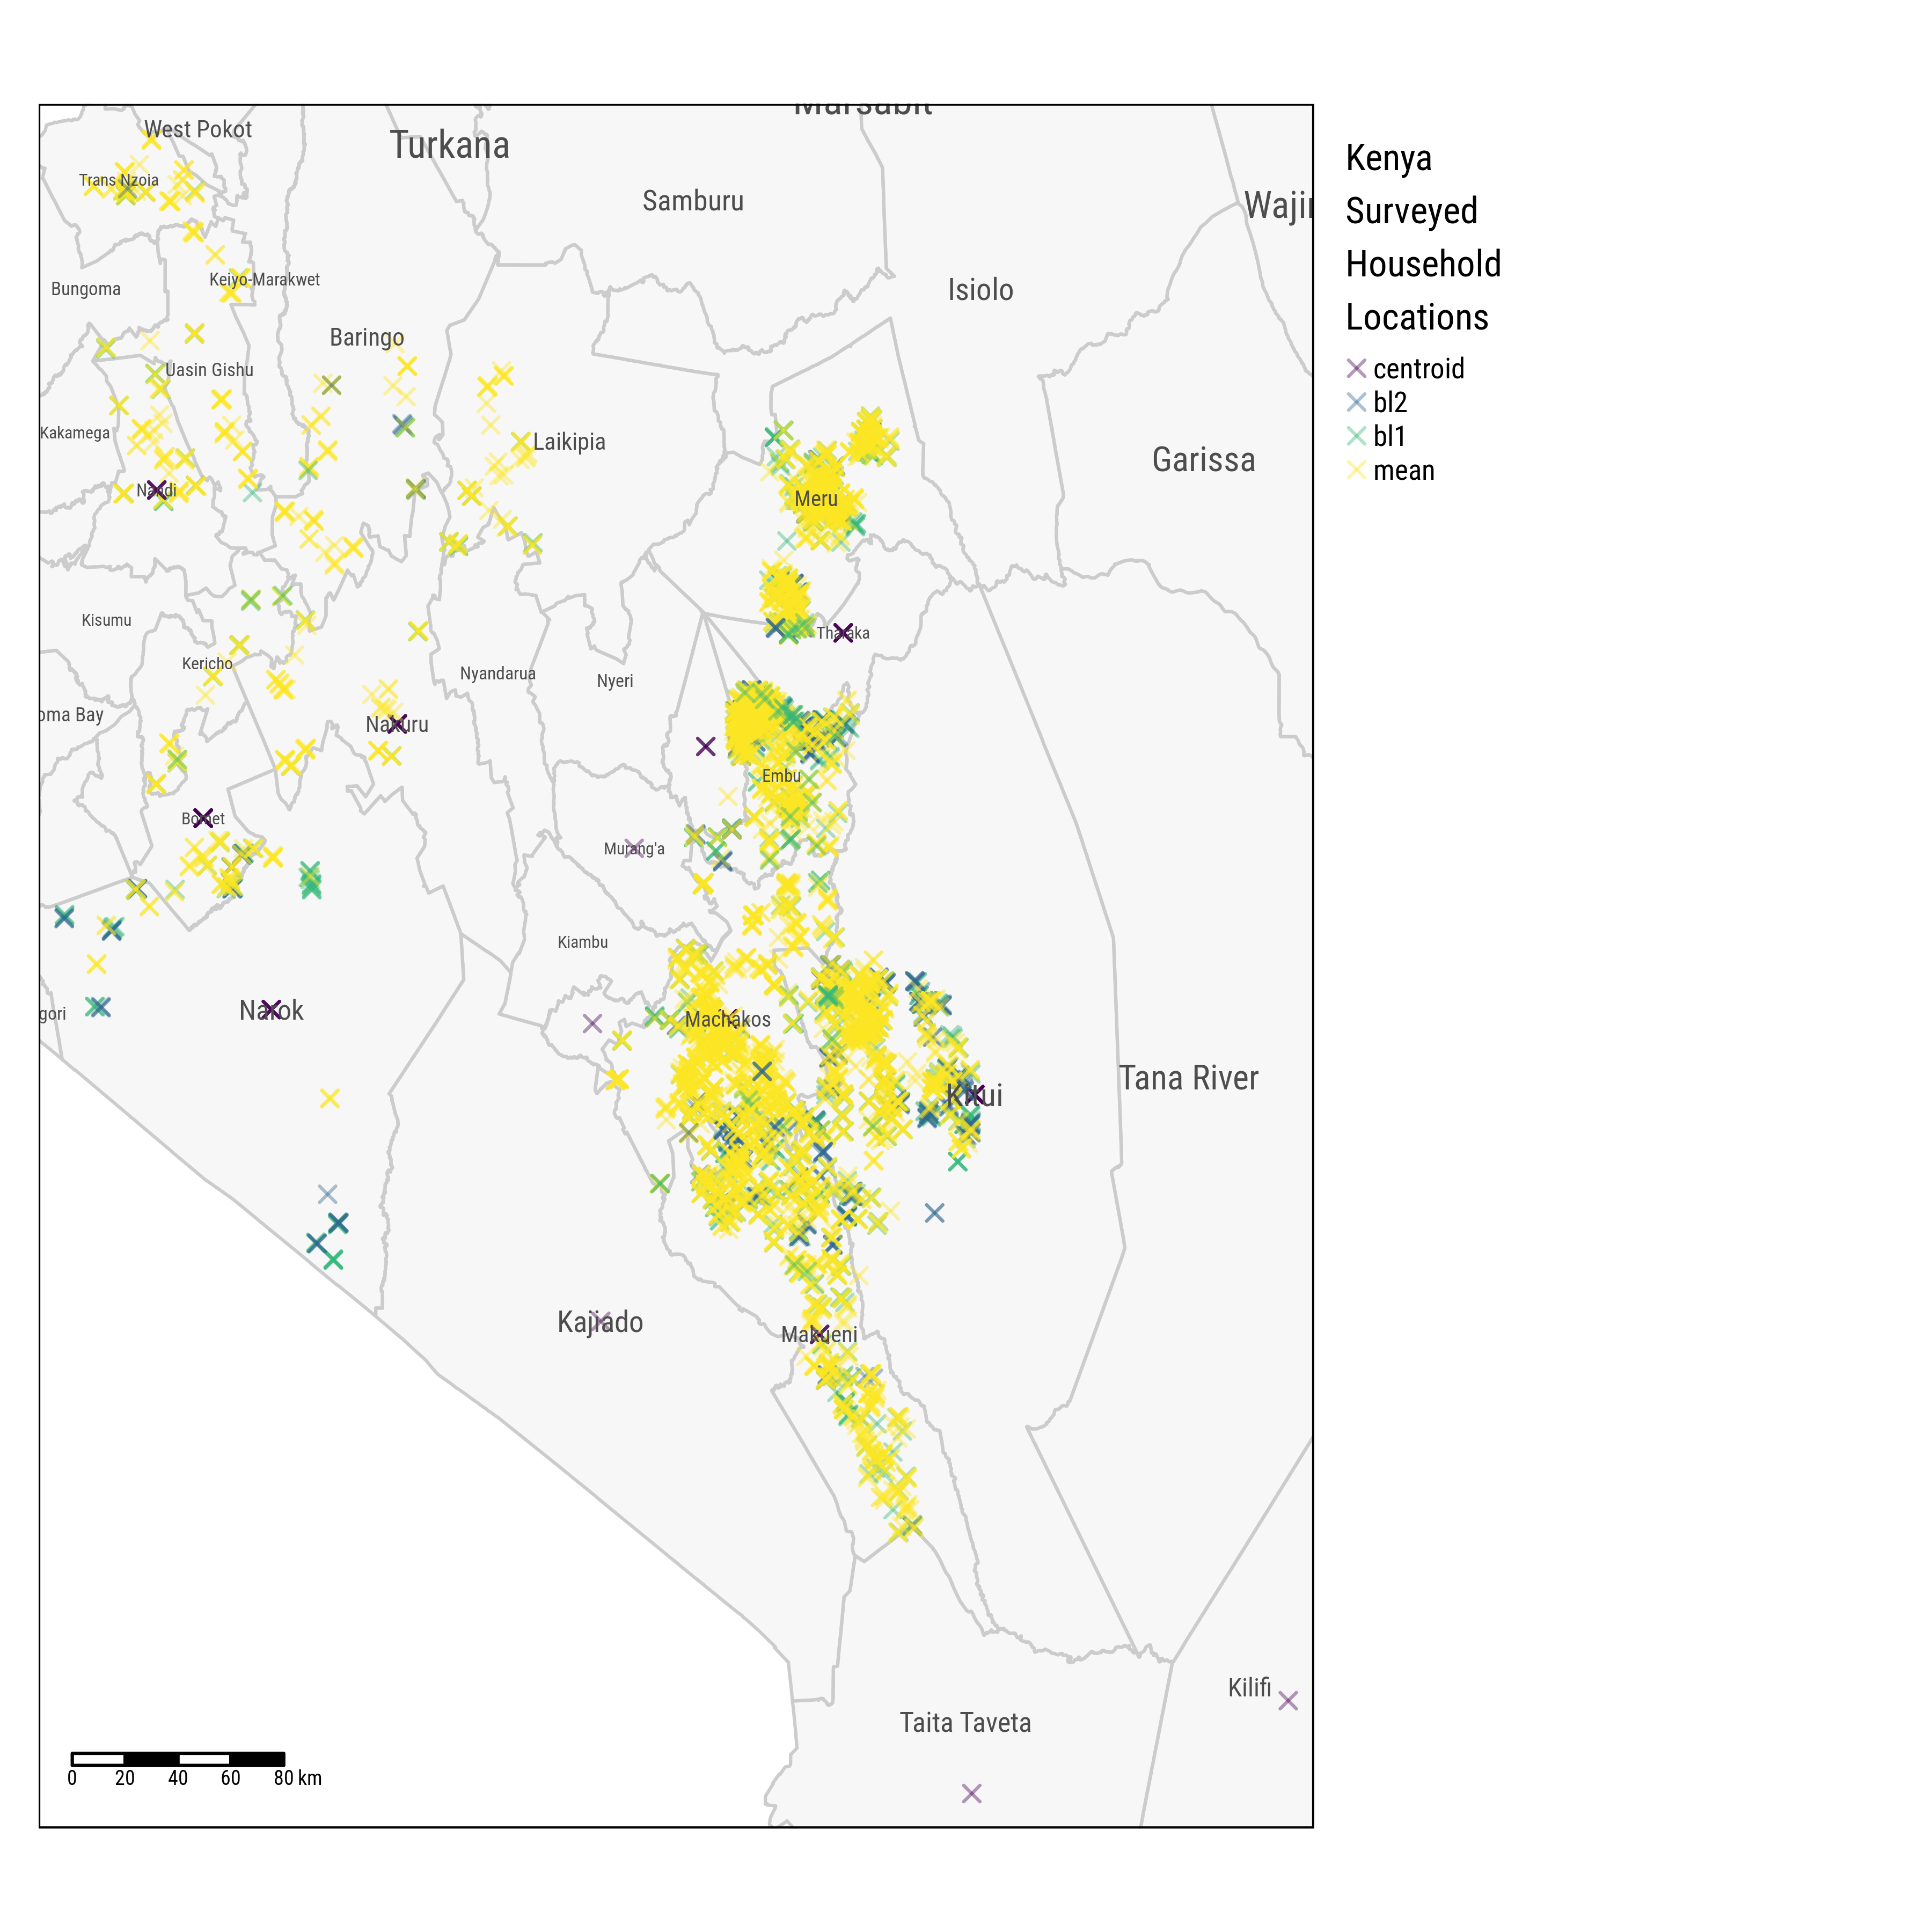 Marsabit
West Pokot
Turkana
Trans Nzoia
Samburu
Wajir
Kenya
Surveyed
Household
Locations
centroid
bl2
bl1
mean
Bungoma
Keiyo-Marakwet
Isiolo
Baringo
Uasin Gishu
Kakamega
Laikipia
Garissa
Nandi
Meru
Kisumu
Tharaka
Kericho
Nyandarua
Nyeri
oma Bay
Nakuru
Embu
Bomet
Murang'a
Kiambu
Narok
gori
Machakos
Tana River
Kitui
Kajiado
Makueni
Kilifi
Taita Taveta
0 20 40 60 80 km